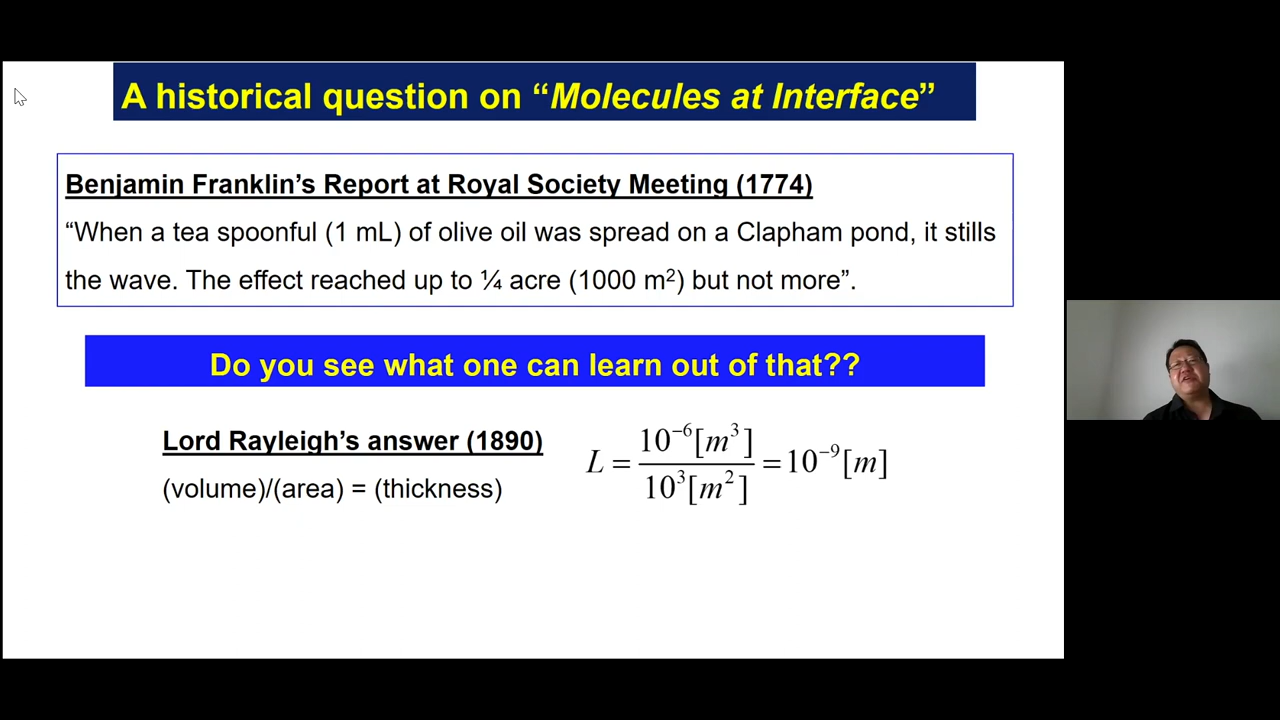 A historical question on “Molecules at Interface”
Benjamin Franklin’s Report at Royal Society Meeting (1774)
“When a tea spoonful (1 mL) of olive oil was spread on a Clapham pond, it stills
the wave. The effect reached up to ¼ acre (1000 m²) but not more”.
Do you see what one can learn out of that??
Lord Rayleigh’s answer (1890)
(volume)/(area) = (thickness)
L = 10⁻⁶[m³] / 10³[m²] = 10⁻⁹[m]